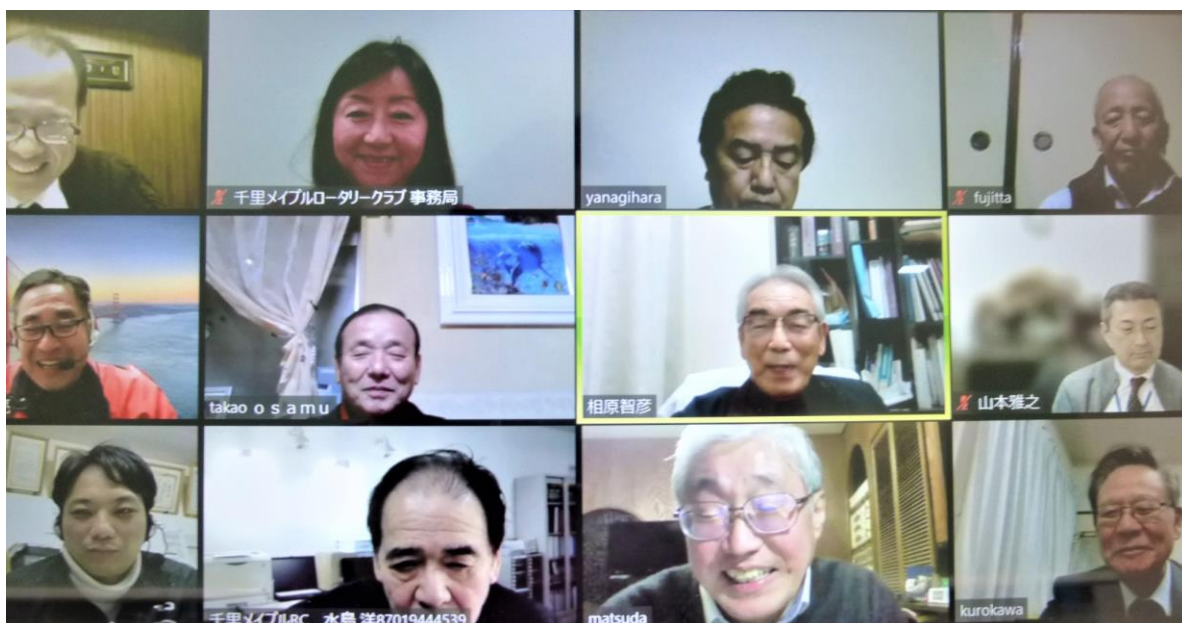 千里メイプルロータリークラブ 事務局
yanagihara
fujitta
takao o s a m u
相原智彦
山本雅之
千里メイプルRC 水島 洋87019444539
matsuda
kurokawa